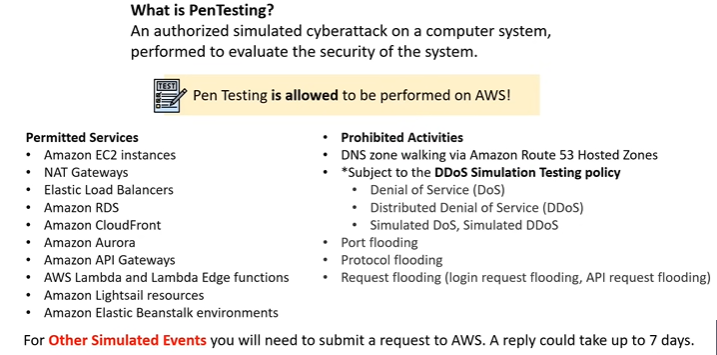 What is PenTesting?
An authorized simulated cyberattack on a computer system,
performed to evaluate the security of the system.
TEST
Pen Testing is allowed to be performed on AWS!
Permitted Services
• Amazon EC2 instances
• NAT Gateways
• Elastic Load Balancers
• Amazon RDS
• Amazon CloudFront
• Amazon Aurora
• Amazon API Gateways
• AWS Lambda and Lambda Edge functions
• Amazon Lightsail resources
• Amazon Elastic Beanstalk environments
• Prohibited Activities
• DNS zone walking via Amazon Route 53 Hosted Zones
• *Subject to the DDoS Simulation Testing policy
• Denial of Service (DoS)
• Distributed Denial of Service (DDoS)
• Simulated DoS, Simulated DDoS
• Port flooding
• Protocol flooding
• Request flooding (login request flooding, API request flooding)
For Other Simulated Events you will need to submit a request to AWS. A reply could take up to 7 days.